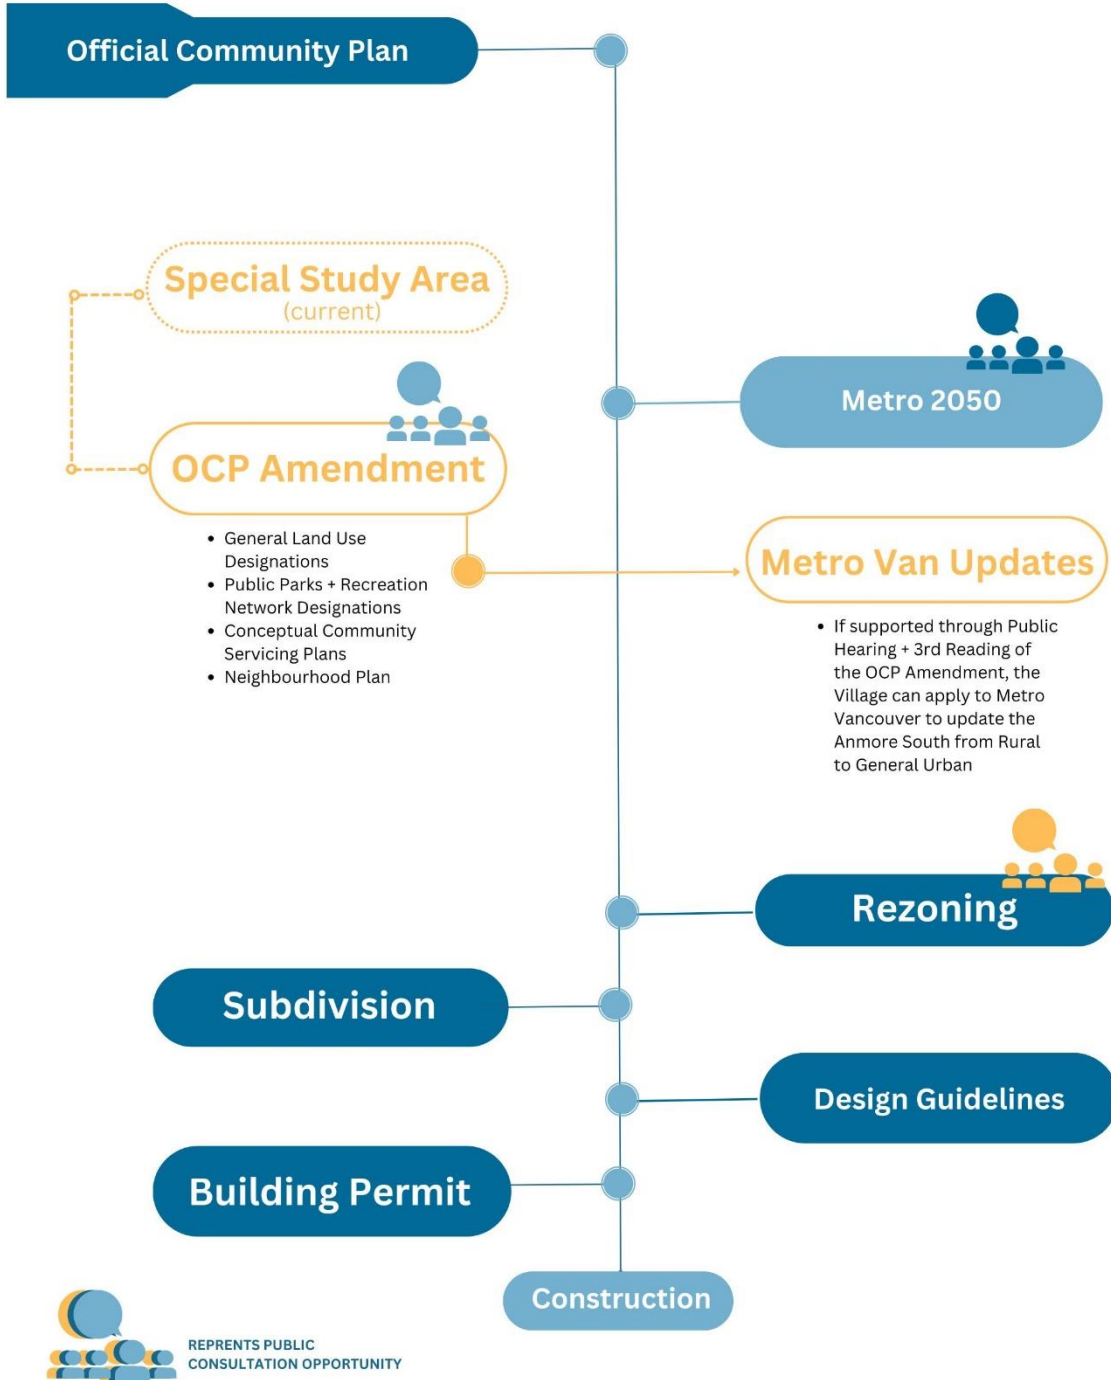 Official Community Plan
Special Study Area
(current)
Metro 2050
OCP Amendment
• General Land Use
Designations
• Public Parks + Recreation
Network Designations
• Conceptual Community
Servicing Plans
• Neighbourhood Plan
Metro Van Updates
• If supported through Public
Hearing + 3rd Reading of
the OCP Amendment, the
Village can apply to Metro
Vancouver to update the
Anmore South from Rural
to General Urban
Rezoning
Subdivision
Design Guidelines
Building Permit
Construction
REPRENTS PUBLIC
CONSULTATION OPPORTUNITY